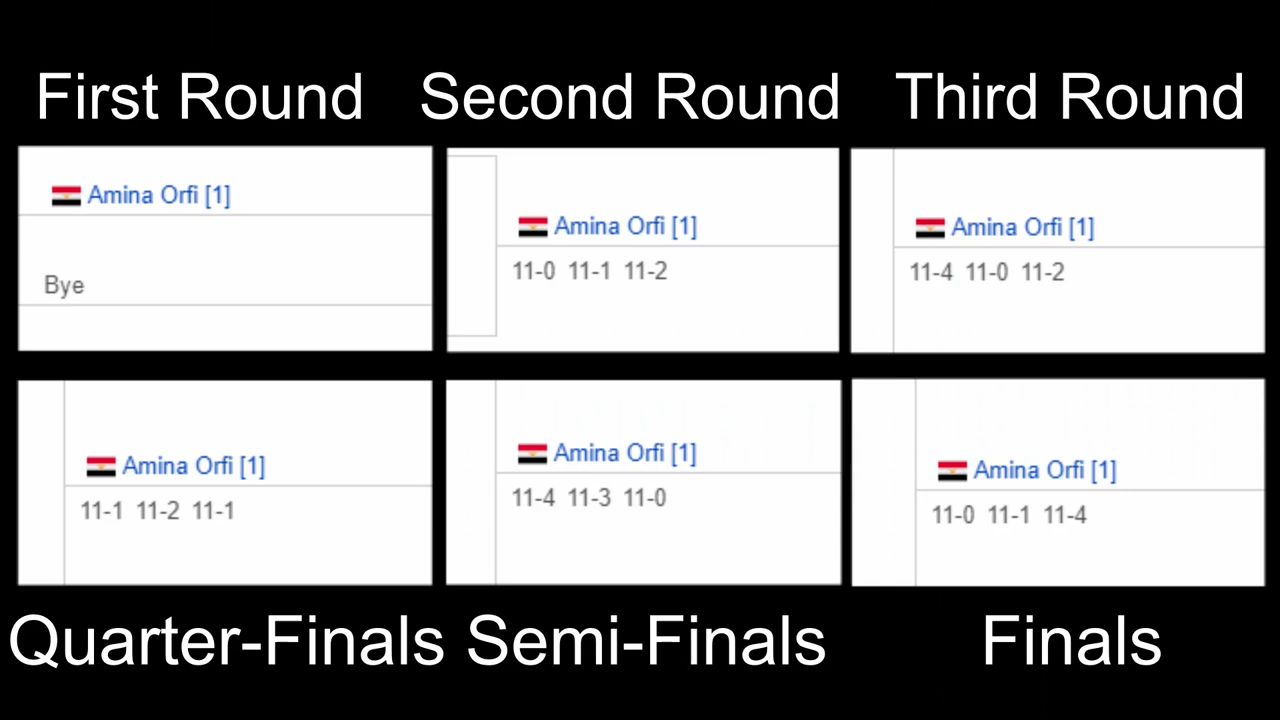 First Round
Second Round
Third Round
Amina Orfi [1]
Bye
Amina Orfi [1]
11-0 11-1 11-2
Amina Orfi [1]
11-4 11-0 11-2
Amina Orfi [1]
11-1 11-2 11-1
Amina Orfi [1]
11-4 11-3 11-0
Amina Orfi [1]
11-0 11-1 11-4
Quarter-Finals
Semi-Finals
Finals